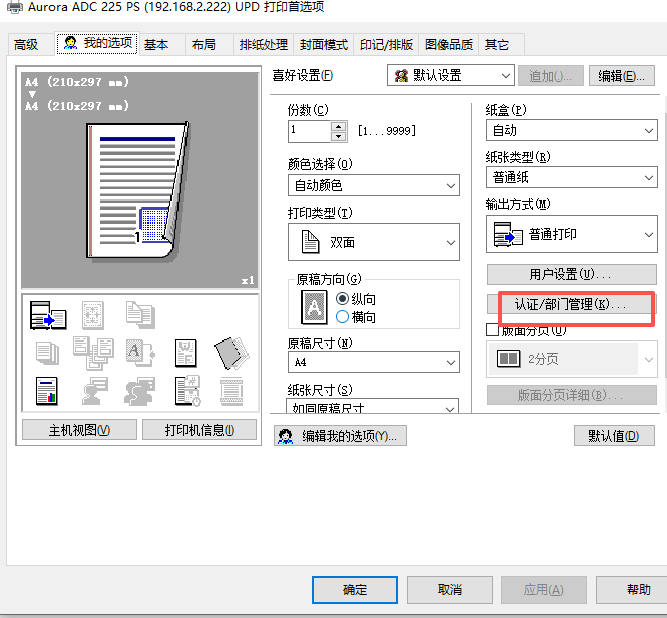 Aurora ADC 225 PS (192.168.2.222) UPD 打印首选项
高级 我的选项 基本 布局 排纸处理 封面模式 印记/排版 图像品质 其它
A4 (210x297 mm)
A4 (210x297 mm)
1
x1
主机视图(V) 打印机信息(I)
喜好设置(F) 默认设置 追加(J)... 编辑(E)...
份数(C)
1 [1...9999]
颜色选择(O)
自动颜色
打印类型(T)
双面
原稿方向(G)
纵向
横向
原稿尺寸(N)
A4
纸张尺寸(S)
如同原稿尺寸
纸盒(P)
自动
纸张类型(R)
普通纸
输出方式(M)
普通打印
用户设置(U)...
认证/部门管理(K)...
版面分页(U)
2分页
版面分页详细(B)...
编辑我的选项(Y)... 默认值(D)
确定 取消 应用(A) 帮助